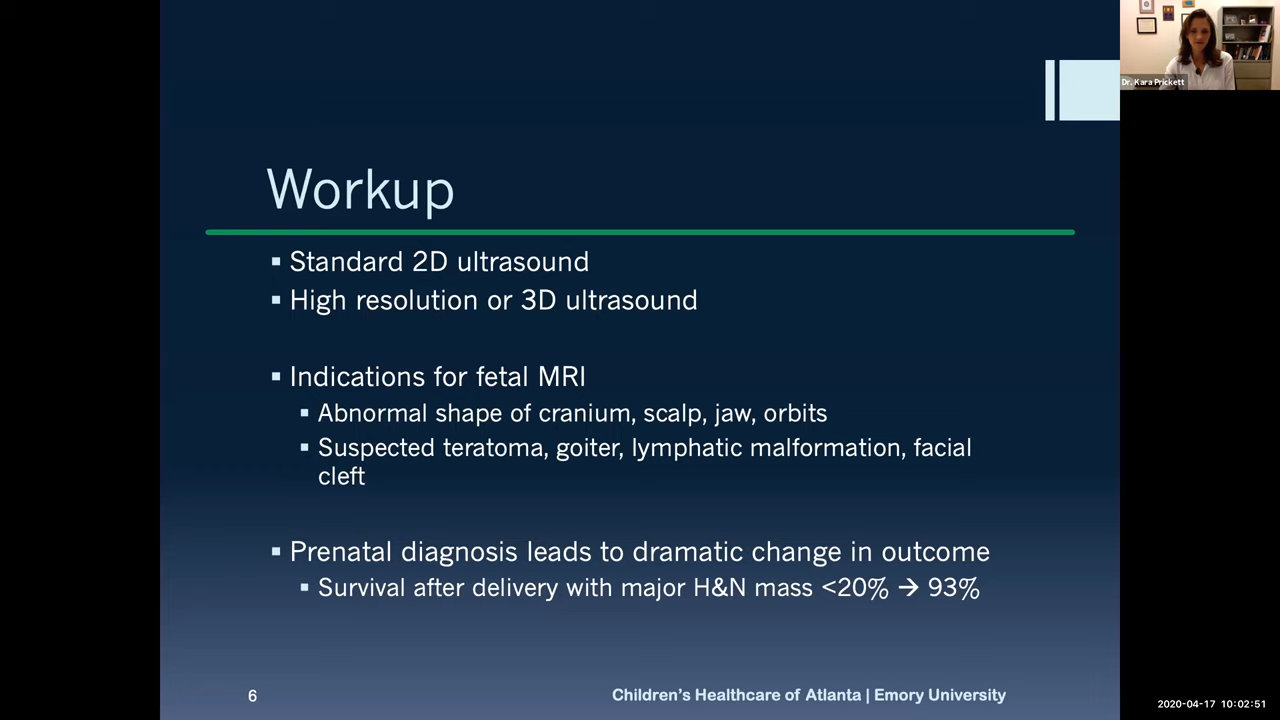 Dr. Kara Prickett
Workup
Standard 2D ultrasound
High resolution or 3D ultrasound
Indications for fetal MRI
Abnormal shape of cranium, scalp, jaw, orbits
Suspected teratoma, goiter, lymphatic malformation, facial
cleft
Prenatal diagnosis leads to dramatic change in outcome
Survival after delivery with major H&N mass <20% → 93%
6
Children's Healthcare of Atlanta | Emory University
2020-04-17 10:02:51